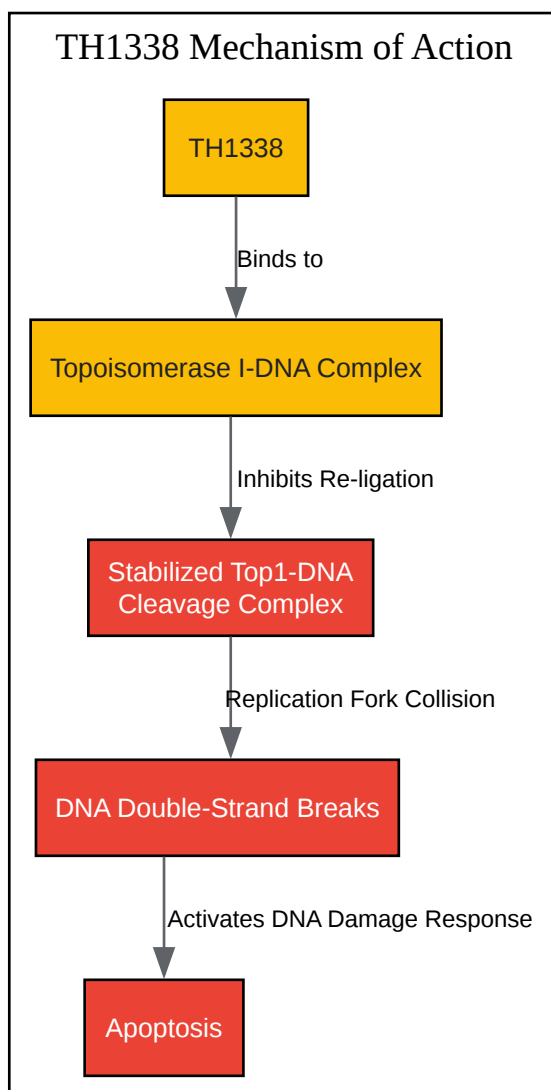 TH1338 Mechanism of Action
TH1338
Binds to
Topoisomerase I-DNA Complex
Inhibits Re-ligation
Stabilized Top1-DNA
Cleavage Complex
Replication Fork Collision
DNA Double-Strand Breaks
Activates DNA Damage Response
Apoptosis